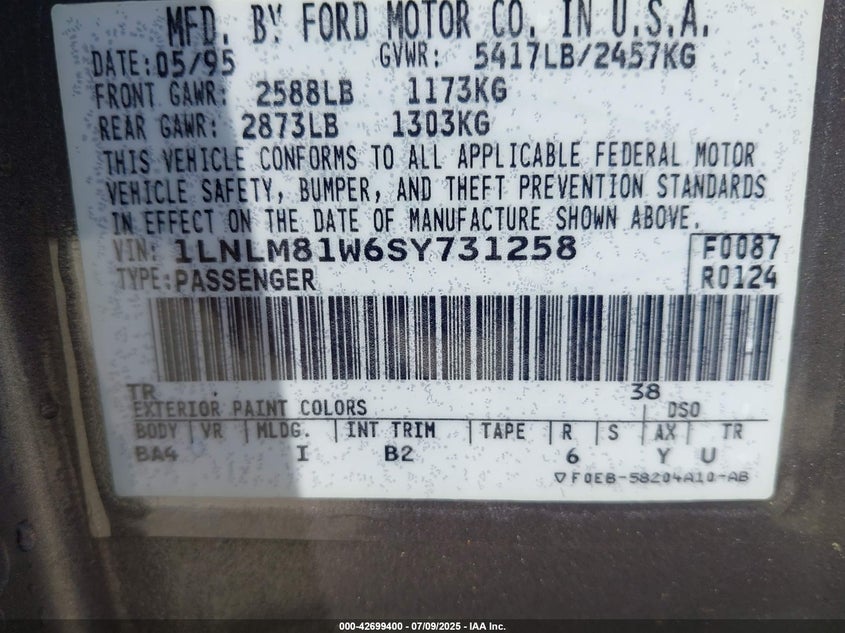 MFD. BY FORD MOTOR CO. IN U.S.A.
DATE: 05/95 GVWR: 5417LB/2457KG
FRONT GAWR: 2588LB 1173KG
REAR GAWR: 2873LB 1303KG
THIS VEHICLE CONFORMS TO ALL APPLICABLE FEDERAL MOTOR
VEHICLE SAFETY, BUMPER, AND THEFT PREVENTION STANDARDS
IN EFFECT ON THE DATE OF MANUFACTURE SHOWN ABOVE.
VIN: 1LNLM81W6SY731258 F0087
TYPE: PASSENGER R0124
TR 38
EXTERIOR PAINT COLORS DSO
BODY VR MLDG. INT TRIM TAPE R S AX TR
BA4 I B2 6 Y U
▽F0EB-58204A10-AB
000-42699400 / 07/09/2025 - IAA Inc.